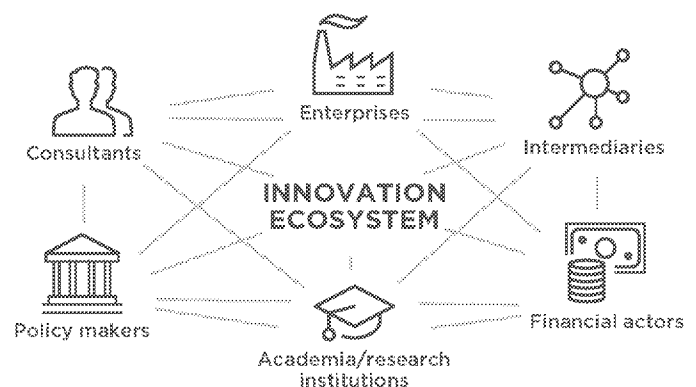 Enterprises
Consultants
Intermediaries
INNOVATION
ECOSYSTEM
Policy makers
Financial actors
Academia/research
institutions